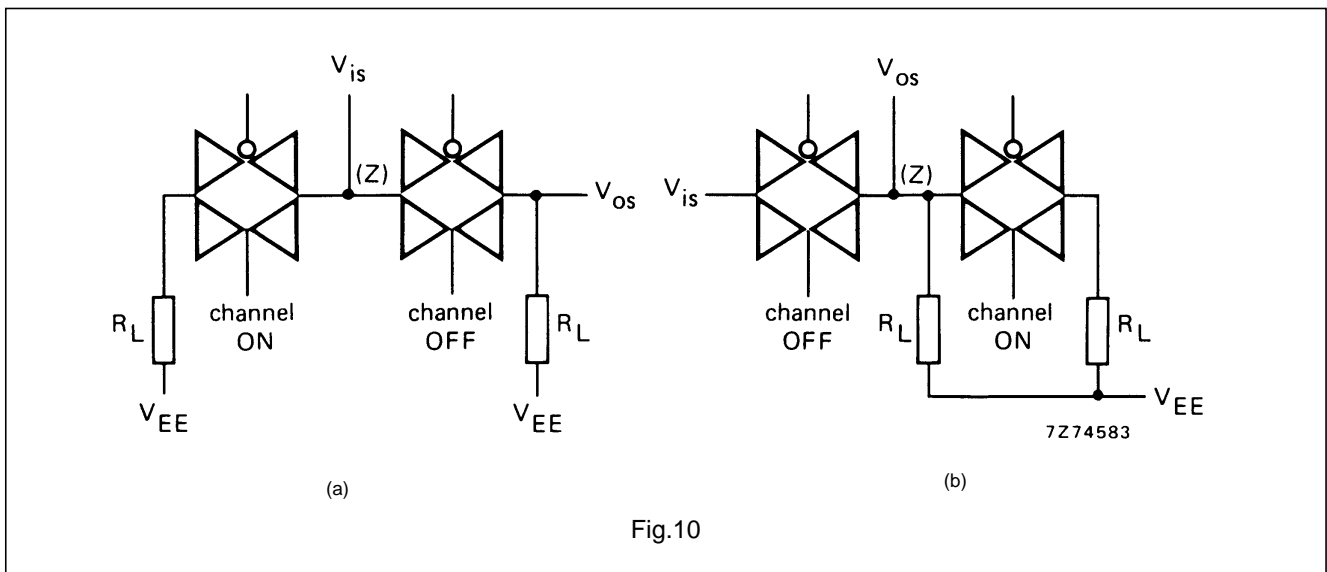 V_is
(Z)
V_os
channel
ON
channel
OFF
R_L
R_L
V_EE
V_EE
(a)
V_os
V_is
(Z)
channel
OFF
R_L
channel
ON
R_L
V_EE
7Z74583
(b)
Fig.10